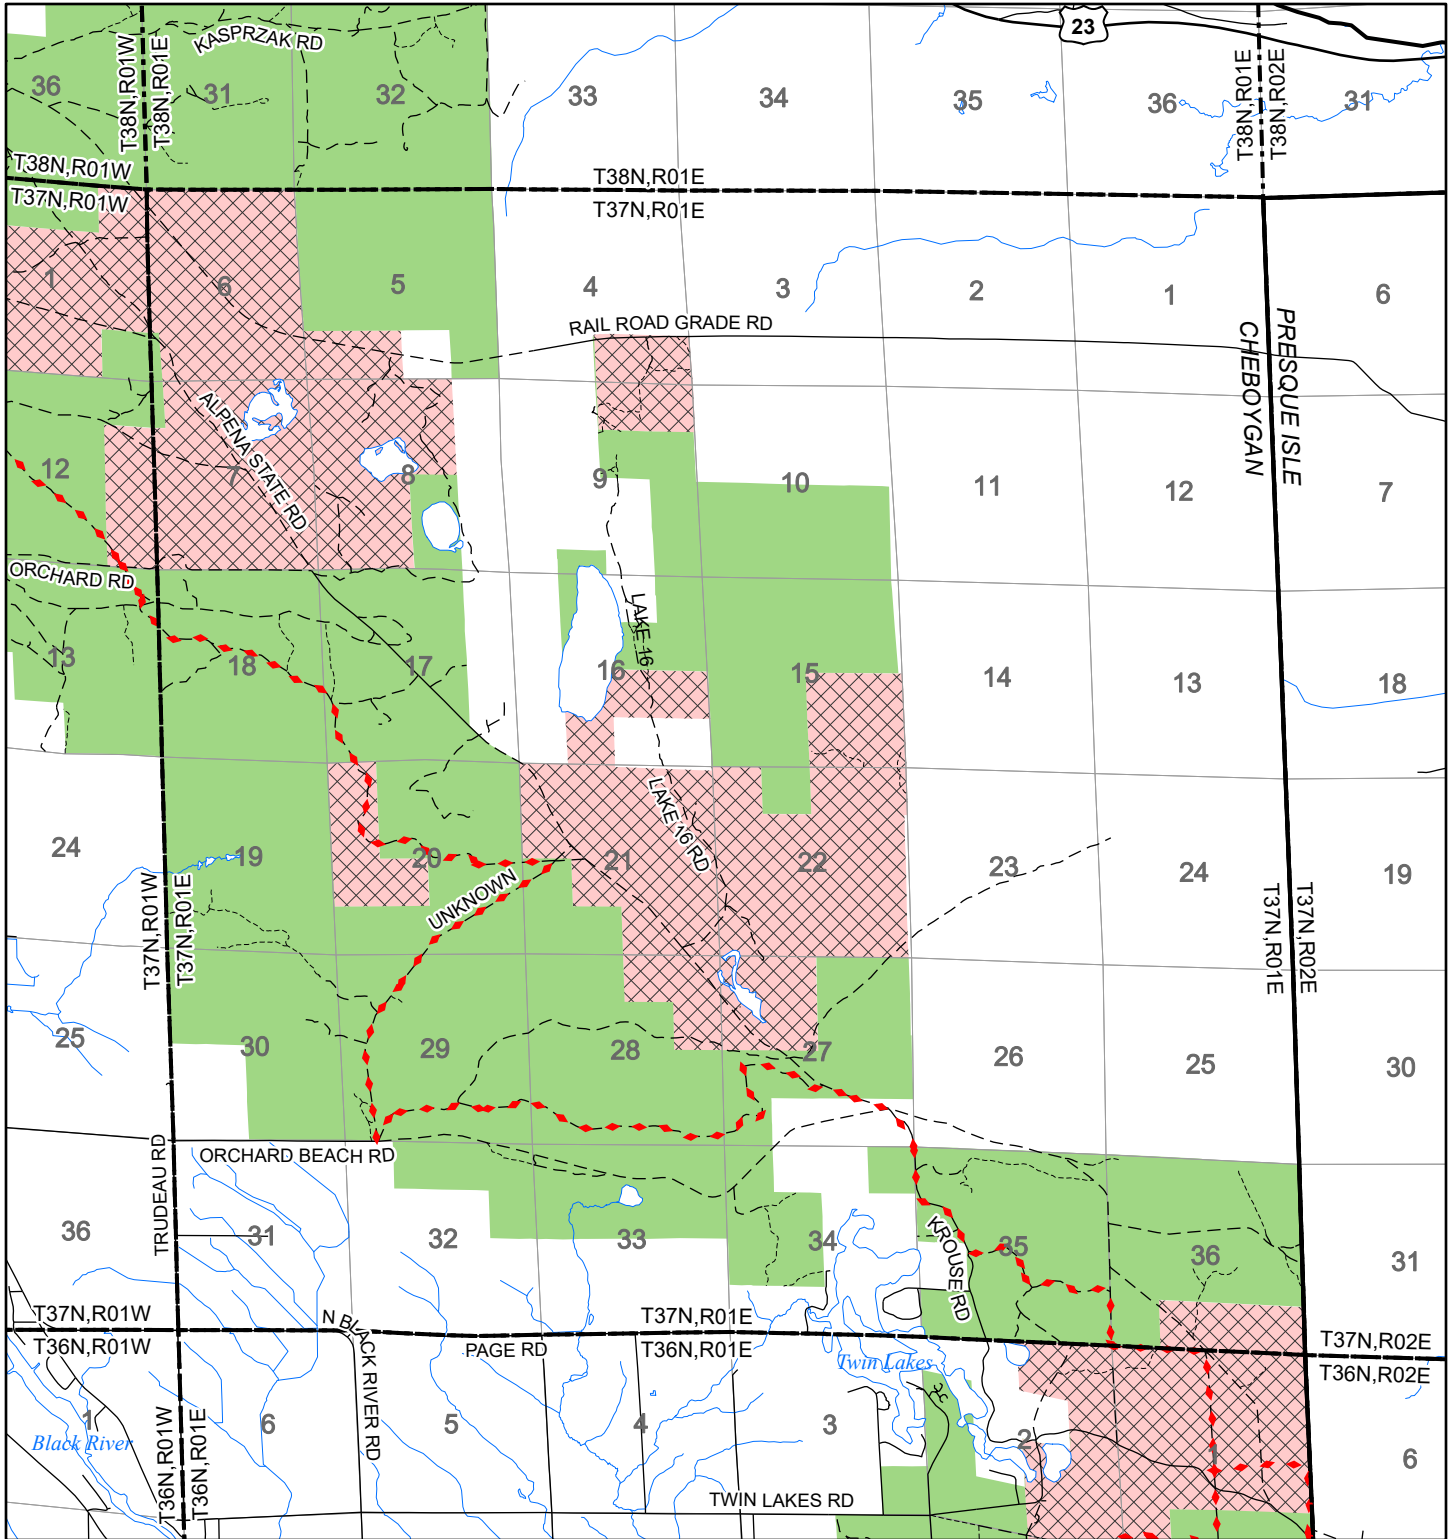 KASPRZAK RD
23
T38N,R01W
T38N,R01E
T38N,R01E
T38N,R02E
36
31
32
33
34
35
36
31
T38N,R01W
T37N,R01W
T38N,R01E
T37N,R01E
1
6
5
4
3
2
1
6
RAIL ROAD GRADE RD
CHEBOYGAN
PRESQUE ISLE
ALPENA STATE RD
12
7
8
9
10
11
12
7
ORCHARD RD
LAKE 16
13
18
17
16
15
14
13
18
LAKE 16 RD
24
19
20
21
22
23
24
19
UNKNOWN
T37N,R01W
T37N,R01E
T37N,R01E
T37N,R02E
25
30
29
28
27
26
25
30
TRUDEAU RD
ORCHARD BEACH RD
36
31
32
33
34
35
36
31
KROUSE RD
T37N,R01W
T36N,R01W
N BLACK RIVER RD
PAGE RD
T37N,R01E
T36N,R01E
Twin Lakes
T37N,R02E
T36N,R02E
1
6
5
4
3
2
1
6
Black River
T36N,R01W
T36N,R01E
TWIN LAKES RD